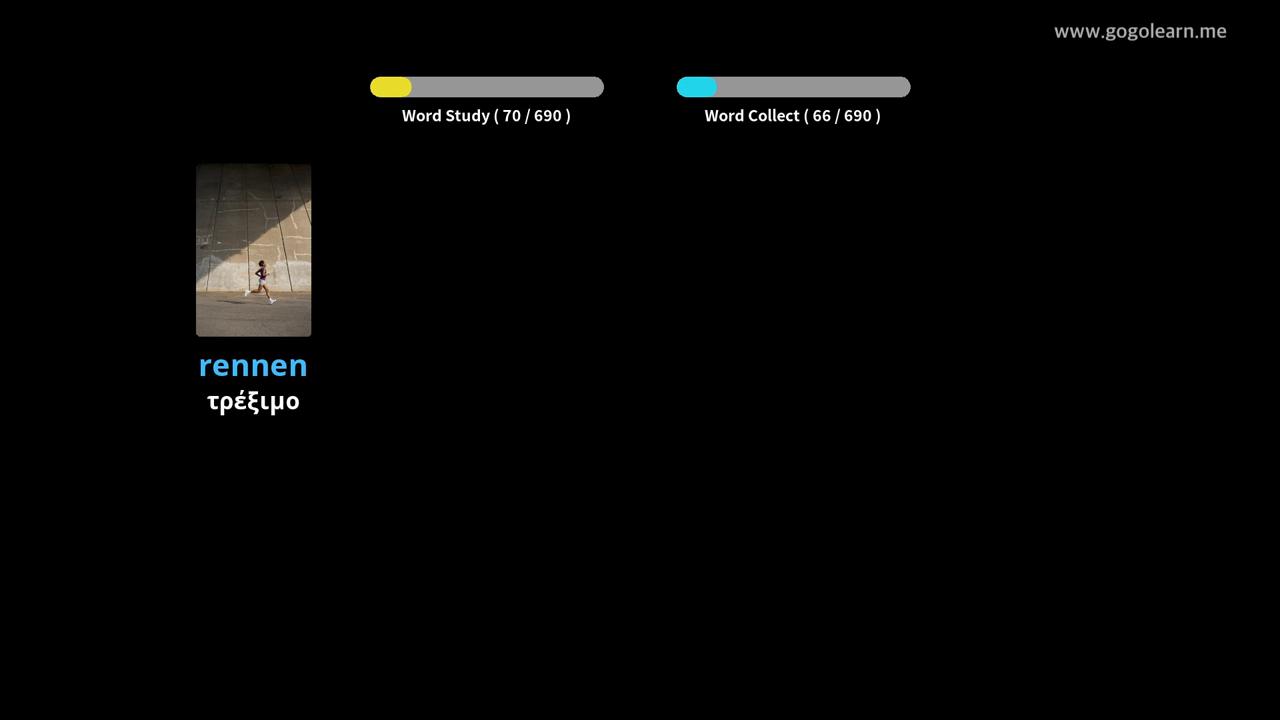 www.gogolearn.me
Word Study ( 70 / 690 )
Word Collect ( 66 / 690 )
rennen
τρέξιμο